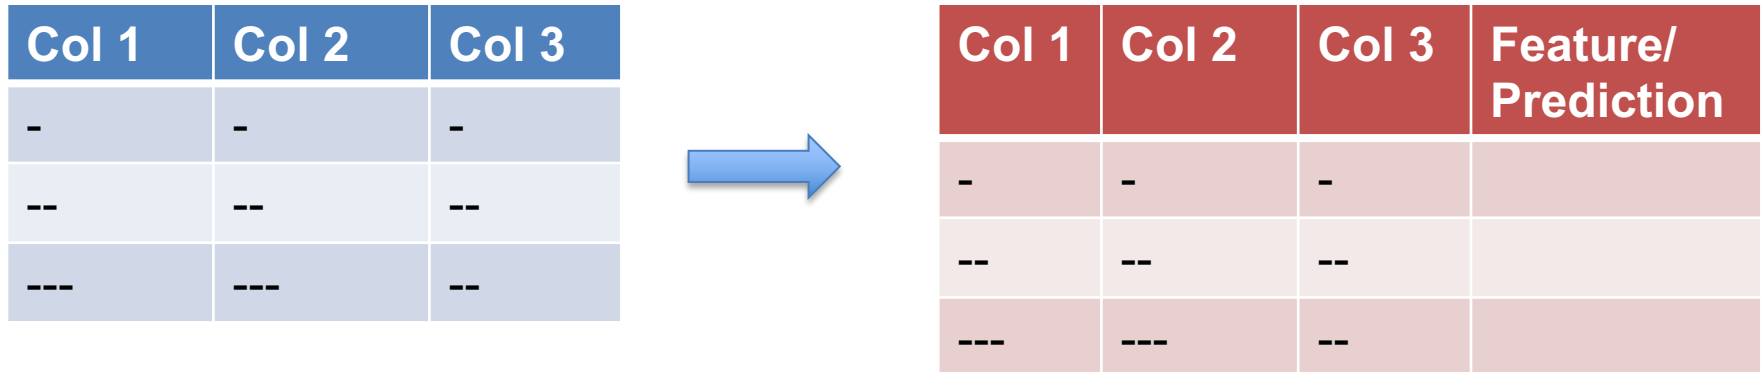 Col 1 Col 2 Col 3
- - -
-- -- --
--- --- --
Col 1 Col 2 Col 3 Feature/
Prediction
- - -
-- -- --
--- --- --